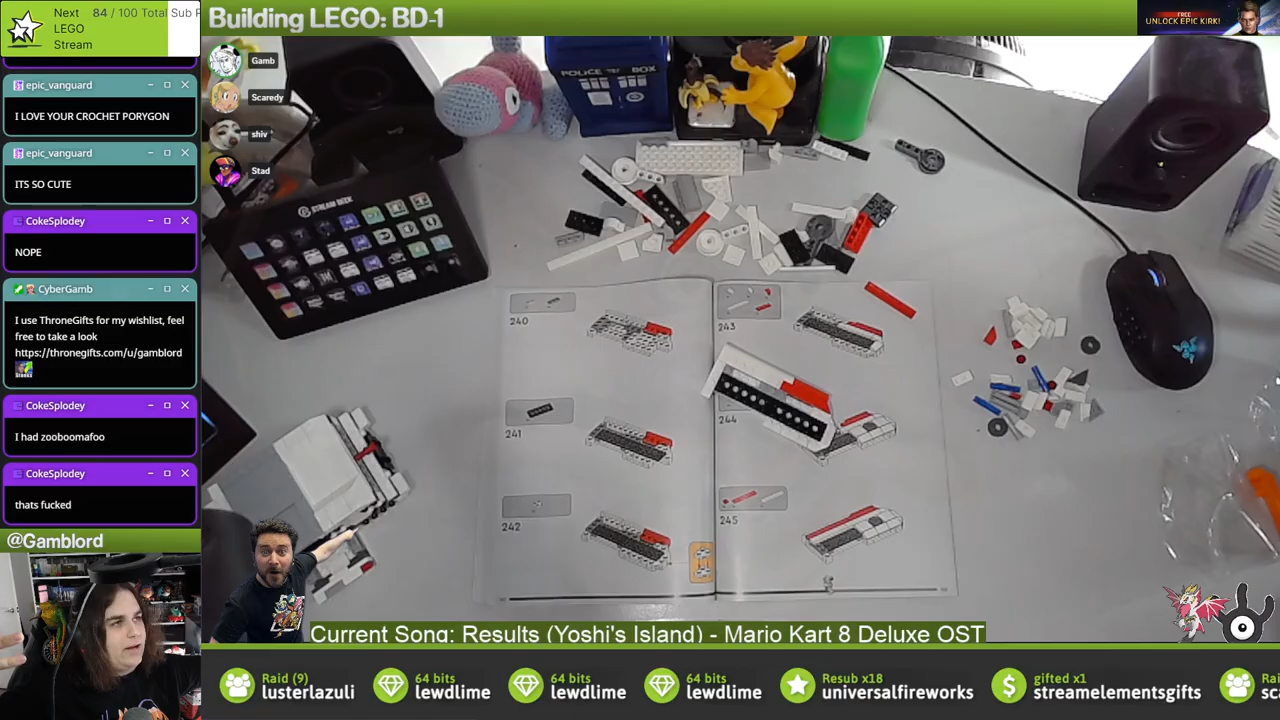 Next
LEGO
Stream
84 / 100 Total Sub
Building LEGO: BD-1
FREE
UNLOCK EPIC KIRK!
epic_vanguard
I LOVE YOUR CROCHET PORYGON
epic_vanguard
ITS SO CUTE
CokeSplodey
NOPE
CyberGamb
I use ThroneGifts for my wishlist, feel
free to take a look
https://thronegifts.com/u/gamblord
CokeSplodey
I had zooboomafoo
CokeSplodey
thats fucked
@Gamblord
Gamb
Scaredy
shiv
Stad
POLICE BOX
STREAM DECK
240
241
242
243
244
245
Current Song: Results (Yoshi's Island) - Mario Kart 8 Deluxe OST
Raid (9)
lusterlazuli
64 bits
lewdlime
64 bits
lewdlime
64 bits
lewdlime
Resub x18
universalfireworks
gifted x1
streamelementsgifts